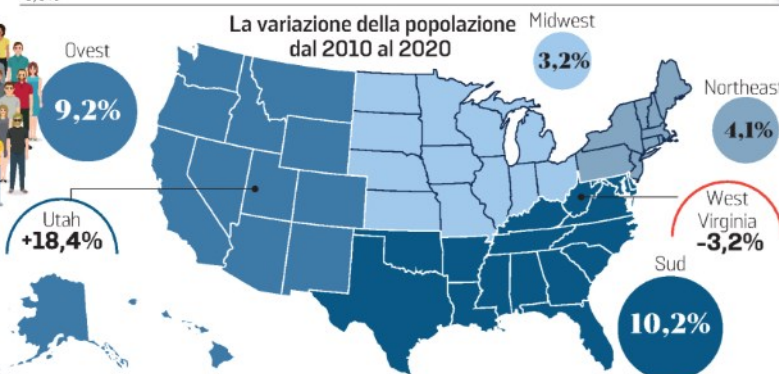 La variazione della popolazione
dal 2010 al 2020
Midwest
3,2%
Ovest
9,2%
Northeast
4,1%
Utah
+18,4%
West
Virginia
-3,2%
Sud
10,2%